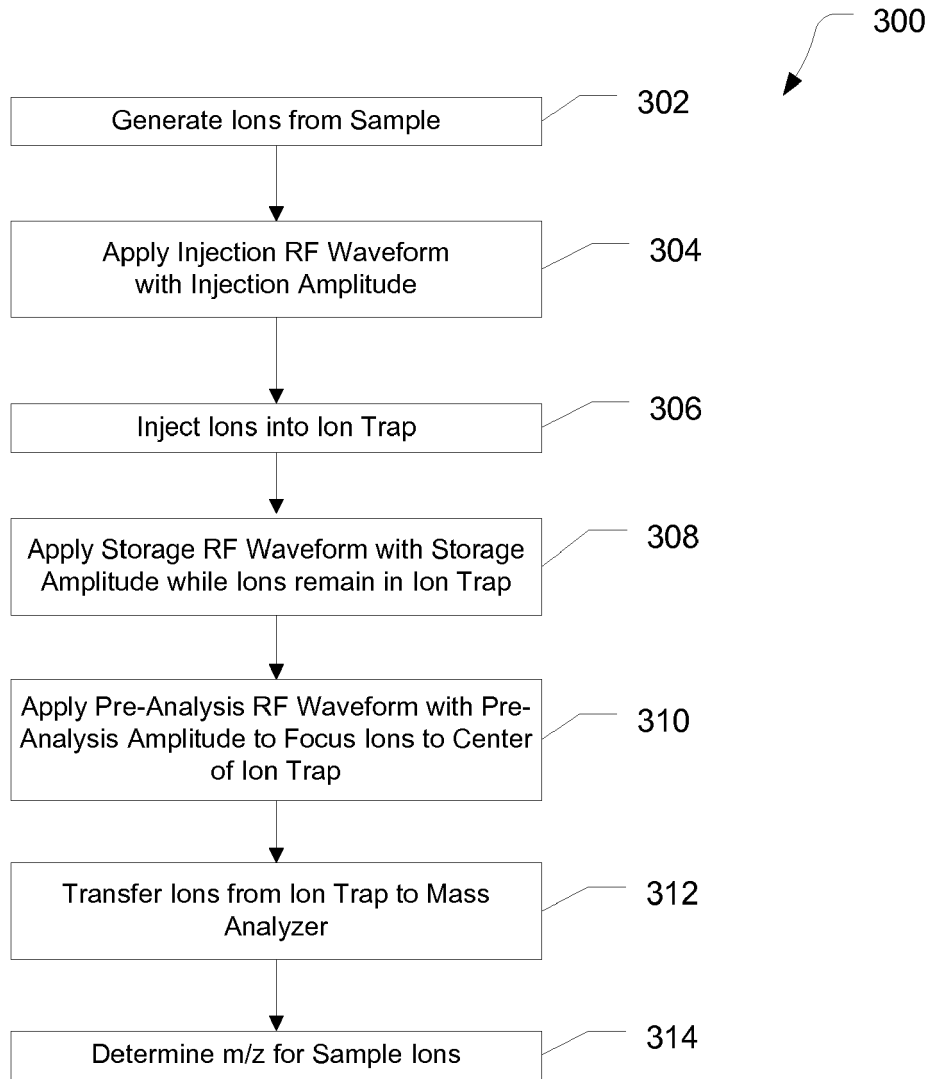 300
Generate Ions from Sample
302
Apply Injection RF Waveform
with Injection Amplitude
304
Inject Ions into Ion Trap
306
Apply Storage RF Waveform with Storage
Amplitude while Ions remain in Ion Trap
308
Apply Pre-Analysis RF Waveform with Pre-
Analysis Amplitude to Focus Ions to Center
of Ion Trap
310
Transfer Ions from Ion Trap to Mass
Analyzer
312
Determine m/z for Sample Ions
314